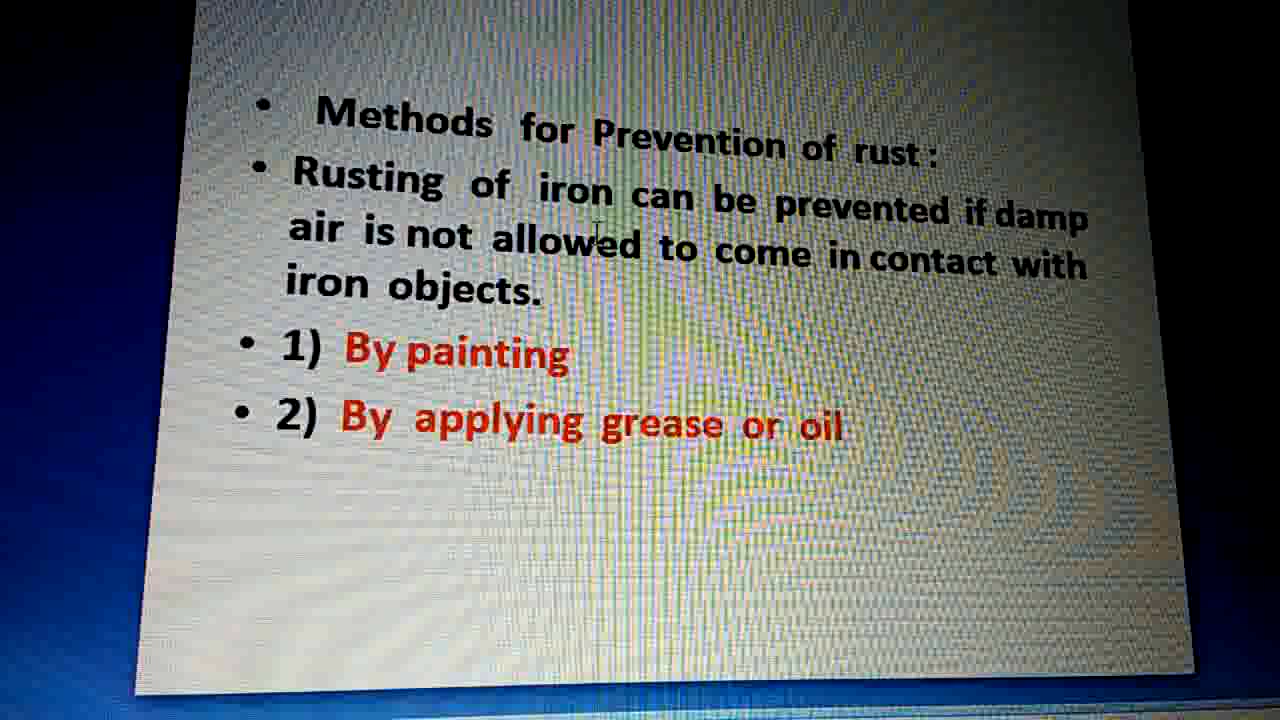 • Methods for Prevention of rust :
• Rusting of iron can be prevented if damp
air is not allowed to come in contact with
iron objects.
• 1) By painting
• 2) By applying grease or oil